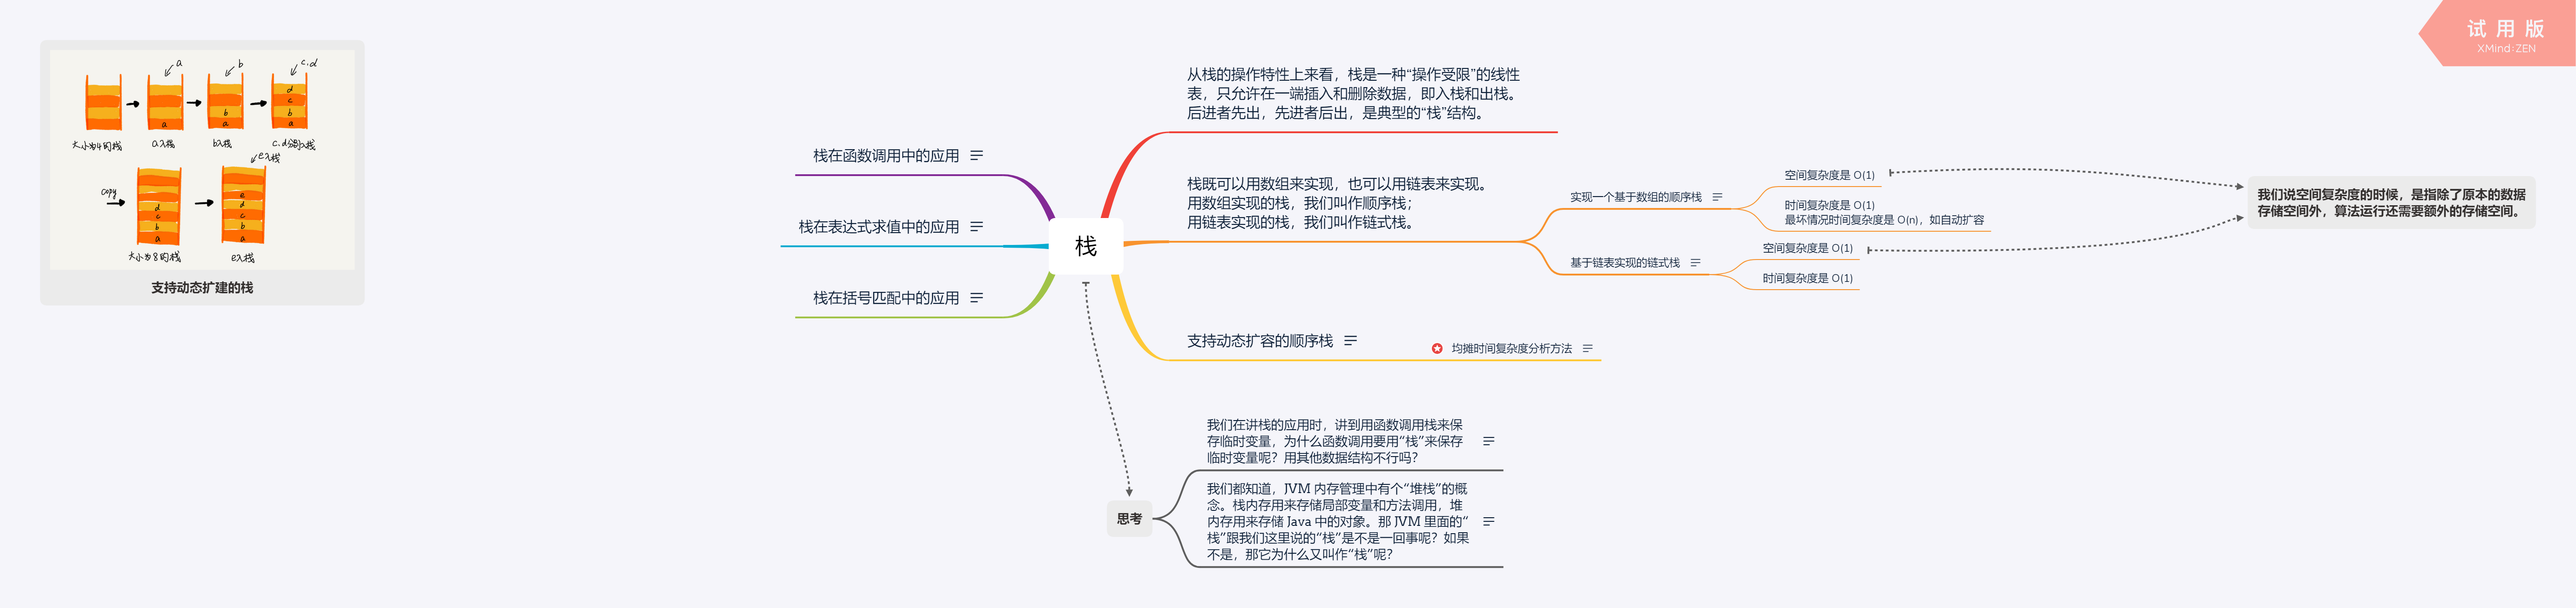 试用版
XMind:ZEN
a
b
c.d
d
c
b
b
a
a
a
大小为4的栈
a入栈
b入栈
c.d分别入栈
e入栈
copy
d
c
b
a
e
d
c
b
a
大小为8的栈
e入栈
支持动态扩建的栈
栈
从栈的操作特性上来看，栈是一种“操作受限”的线性
表，只允许在一端插入和删除数据，即入栈和出栈。
后进者先出，先进者后出，是典型的“栈”结构。
栈既可以用数组来实现，也可以用链表来实现。
用数组实现的栈，我们叫作顺序栈；
用链表实现的栈，我们叫作链式栈。
实现一个基于数组的顺序栈
空间复杂度是 O(1)
时间复杂度是 O(1)
最坏情况时间复杂度是 O(n)，如自动扩容
基于链表实现的链式栈
空间复杂度是 O(1)
时间复杂度是 O(1)
我们说空间复杂度的时候，是指除了原本的数据
存储空间外，算法运行还需要额外的存储空间。
支持动态扩容的顺序栈
均摊时间复杂度分析方法
栈在函数调用中的应用
栈在表达式求值中的应用
栈在括号匹配中的应用
思考
我们在讲栈的应用时，讲到用函数调用栈来保
存临时变量，为什么函数调用要用“栈”来保存
临时变量呢？用其他数据结构不行吗？
我们都知道，JVM 内存管理中有个“堆栈”的概
念。栈内存用来存储局部变量和方法调用，堆
内存用来存储 Java 中的对象。那 JVM 里面的“
栈”跟我们这里说的“栈”是不是一回事呢？如果
不是，那它为什么又叫作“栈”呢？